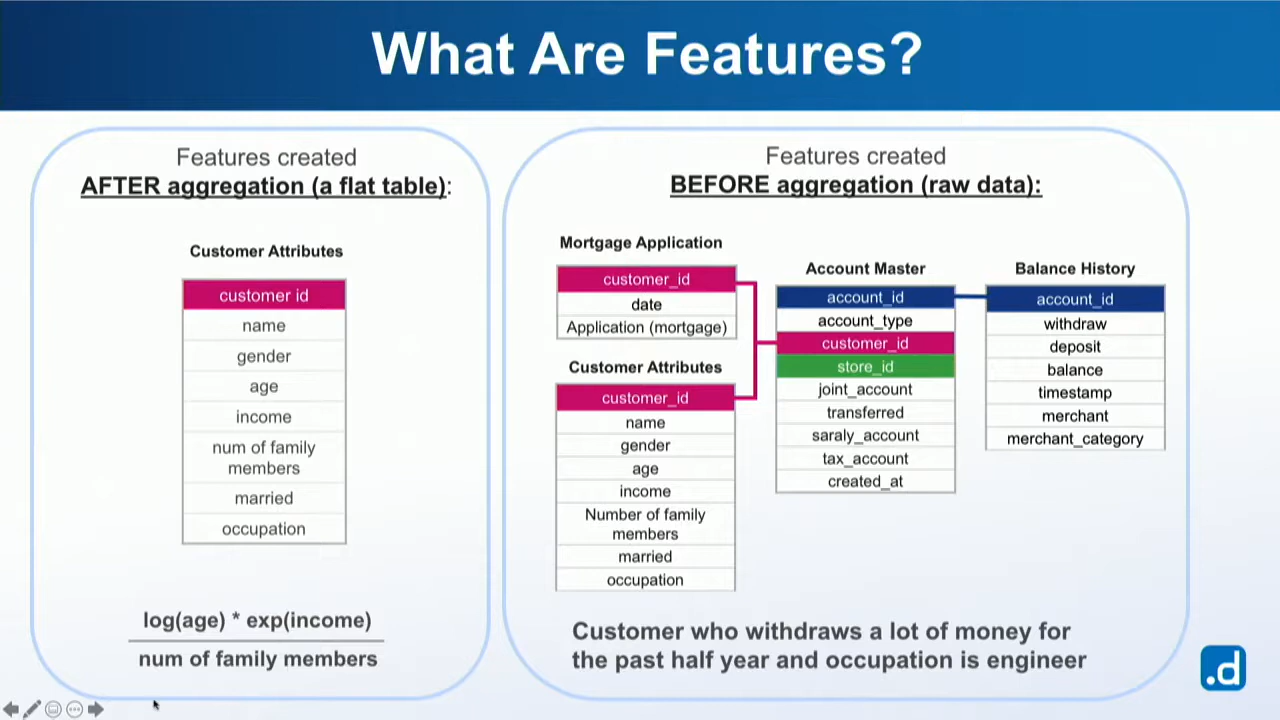 What Are Features?
Features created
AFTER aggregation (a flat table):
Customer Attributes
customer id
name
gender
age
income
num of family
members
married
occupation
log(age) * exp(income)
num of family members
Features created
BEFORE aggregation (raw data):
Mortgage Application
customer_id
date
Application (mortgage)
Customer Attributes
customer_id
name
gender
age
income
Number of family
members
married
occupation
Account Master
account_id
account_type
customer_id
store_id
joint_account
transferred
saraly_account
tax_account
created_at
Balance History
account_id
withdraw
deposit
balance
timestamp
merchant
merchant_category
Customer who withdraws a lot of money for
the past half year and occupation is engineer
.d